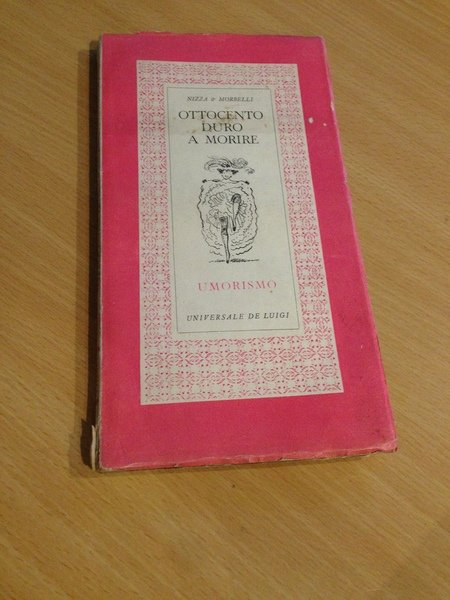 NIZZA & MORBELLI
OTTOCENTO
DURO
A MORIRE
UMORISMO
UNIVERSALE DE LUIGI